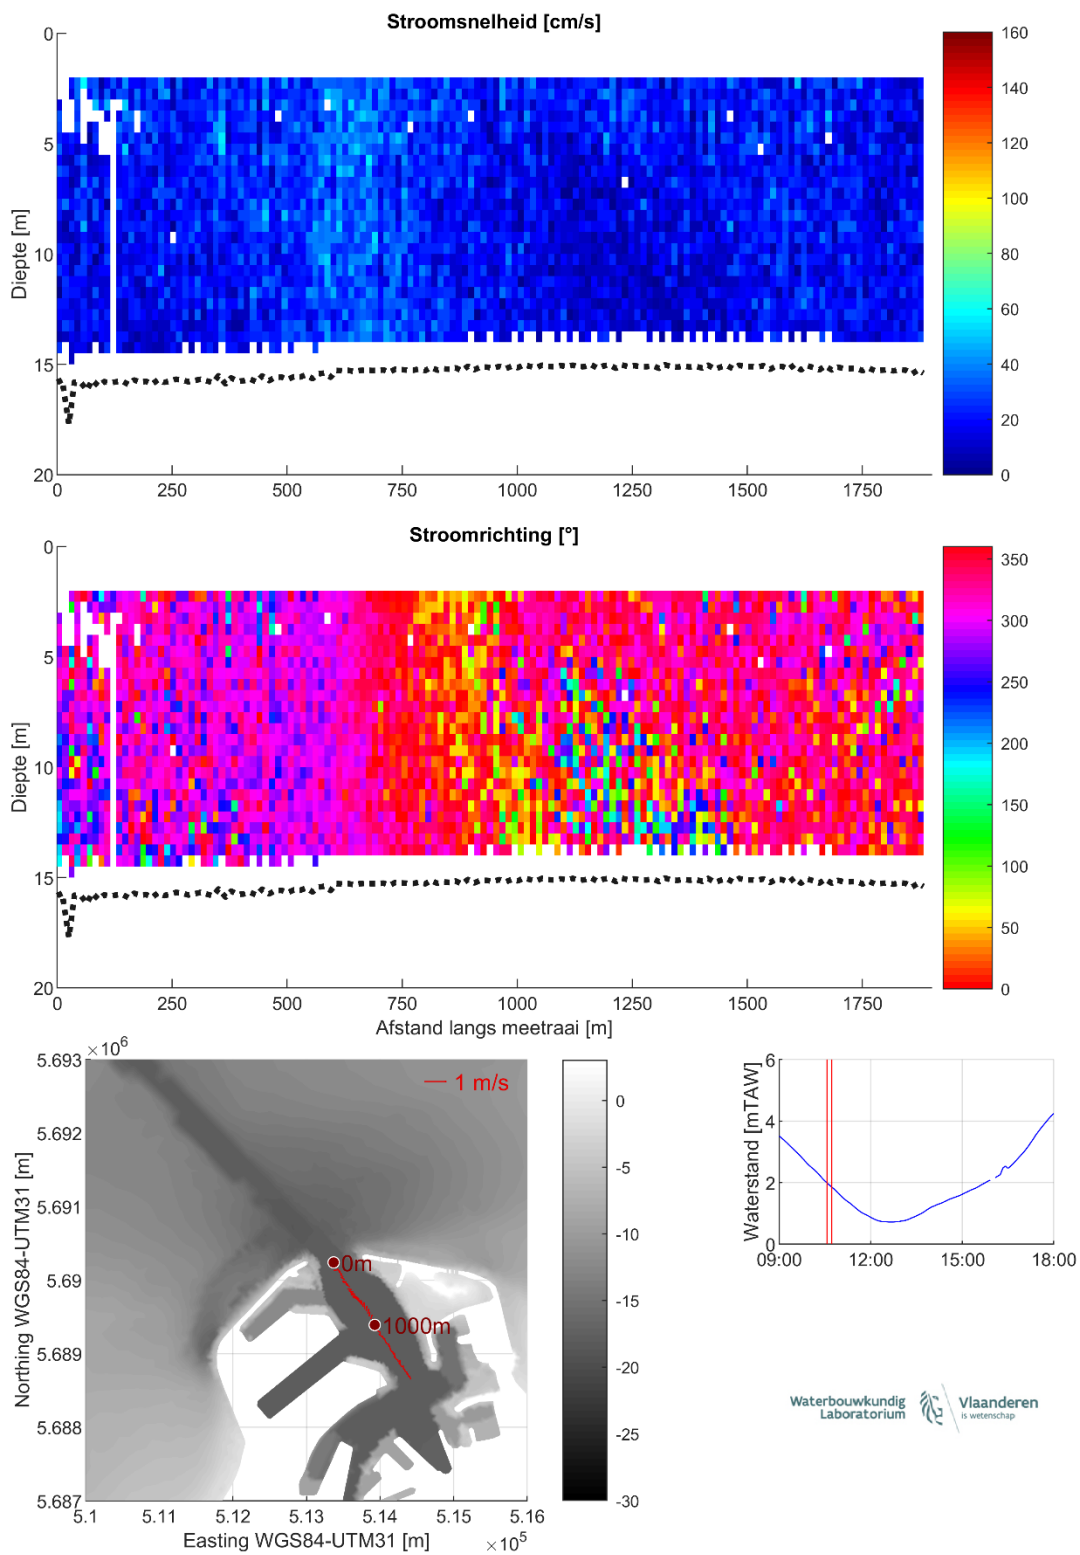 Stroomsnelheid [cm/s]
0
5
10
15
20
Diepte [m]
0 250 500 750 1000 1250 1500 1750
160
140
120
100
80
60
40
20
0
Stroomrichting [°]
0
5
10
15
20
Diepte [m]
0 250 500 750 1000 1250 1500 1750
Afstand langs meetraai [m]
350
300
250
200
150
100
50
0
×10⁶
5.693
5.692
5.691
5.69
5.689
5.688
5.687
Northing WGS84-UTM31 [m]
1 m/s
0m
1000m
5.1 5.11 5.12 5.13 5.14 5.15 5.16
Easting WGS84-UTM31 [m]
×10⁵
0
-5
-10
-15
-20
-25
-30
Waterstand [mTAW]
6
4
2
0
09:00 12:00 15:00 18:00
Waterbouwkundig
Laboratorium
Vlaanderen
is wetenschap